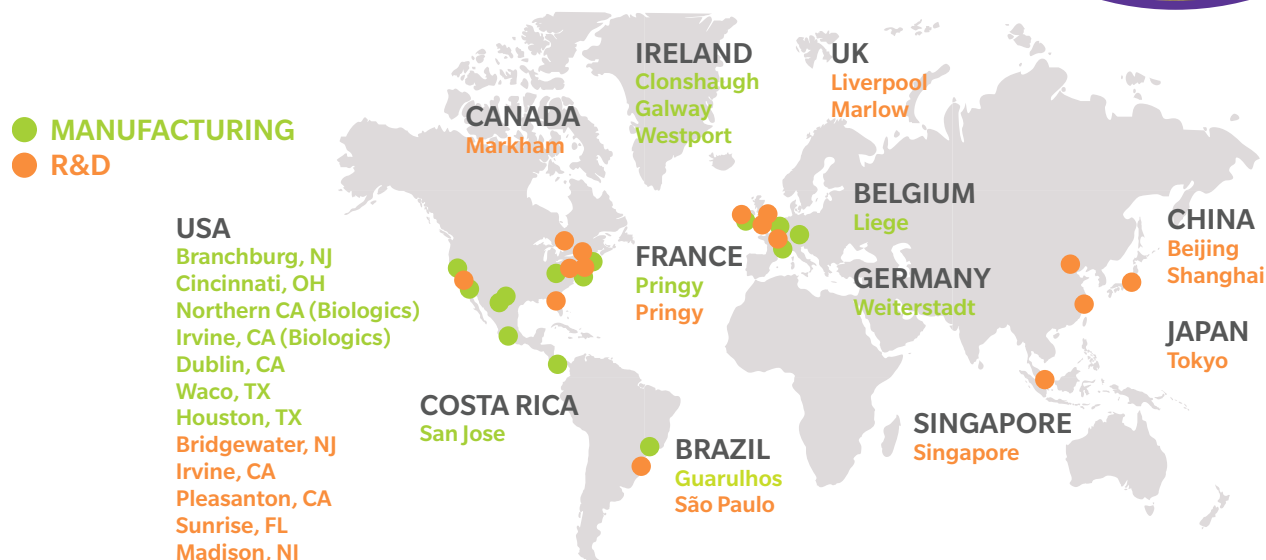 MANUFACTURING
R&D
USA
Branchburg, NJ
Cincinnati, OH
Northern CA (Biologics)
Irvine, CA (Biologics)
Dublin, CA
Waco, TX
Houston, TX
Bridgewater, NJ
Irvine, CA
Pleasanton, CA
Sunrise, FL
Madison, NJ
CANADA
Markham
IRELAND
Clonshaugh
Galway
Westport
UK
Liverpool
Marlow
FRANCE
Pringy
Pringy
BELGIUM
Liege
GERMANY
Weiterstadt
CHINA
Beijing
Shanghai
JAPAN
Tokyo
COSTA RICA
San Jose
BRAZIL
Guarulhos
São Paulo
SINGAPORE
Singapore